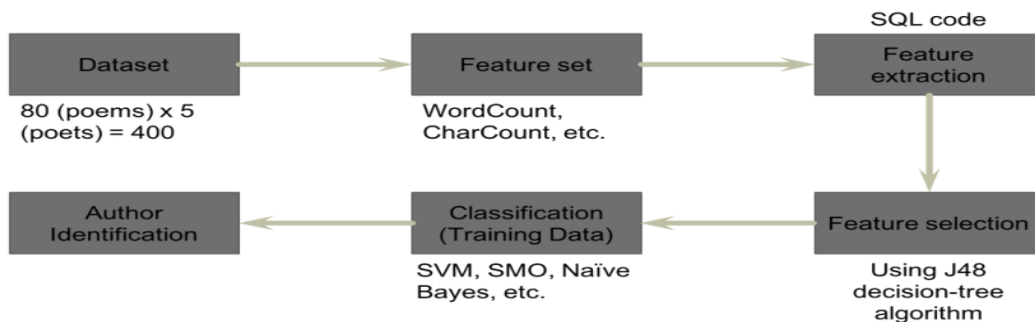 SQL code
Dataset
Feature set
Feature
extraction
80 (poems) x 5
(poets) = 400
WordCount,
CharCount, etc.
Author
Identification
Classification
(Training Data)
Feature selection
SVM, SMO, Naïve
Bayes, etc.
Using J48
decision-tree
algorithm